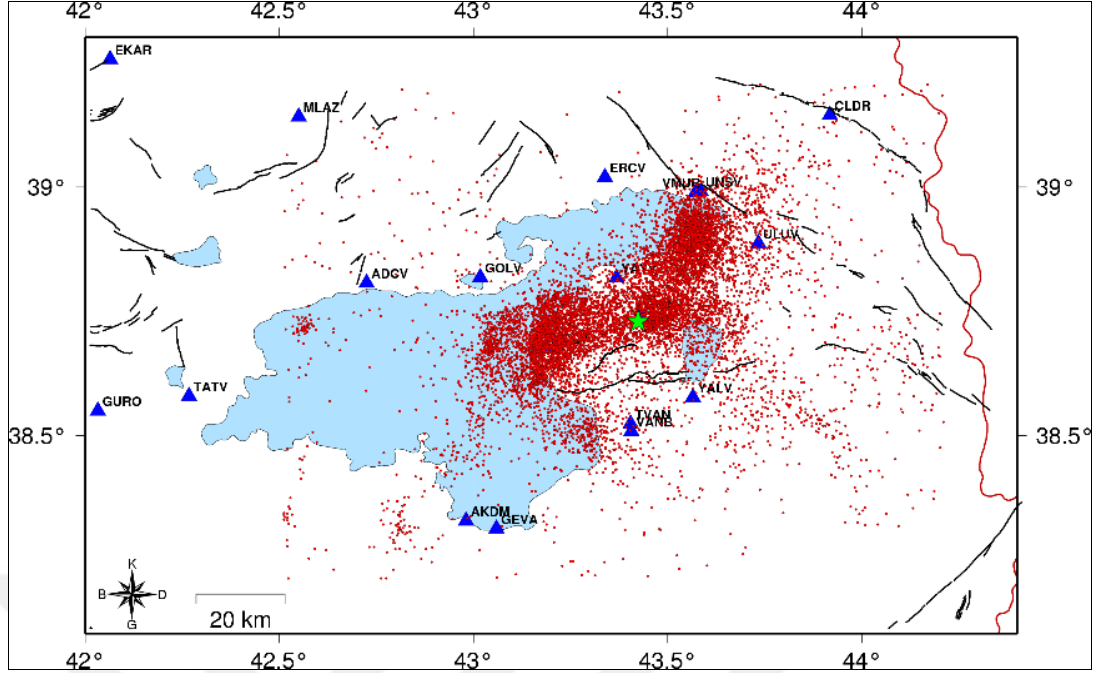 42° 42.5° 43° 43.5° 44°
EKAR
MLAZ
CLDR
ERCV
39° 39°
VMUR UNSV
ULUV
ADCV
GOLV
TATV
GURO
YALV
TVAN
VANB
38.5° 38.5°
AKDM
GEVA
K
B D
G
20 km
42° 42.5° 43° 43.5° 44°